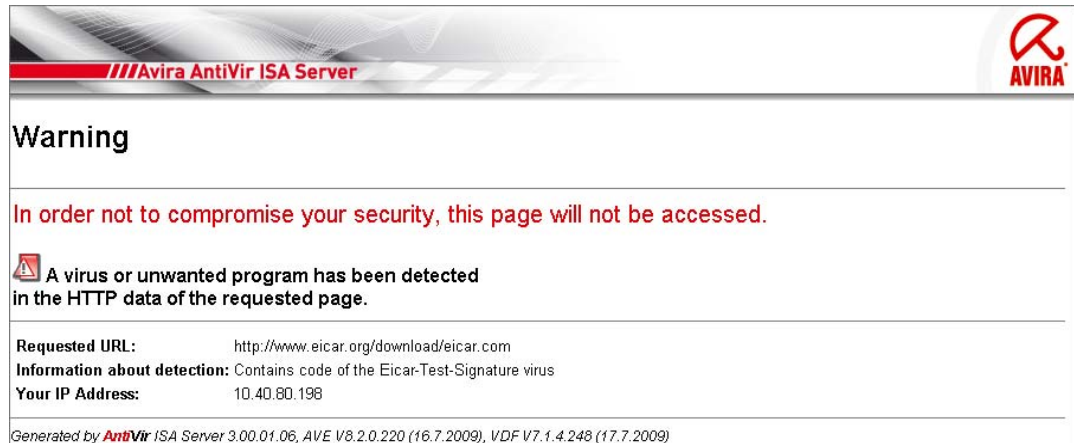 ////Avira AntiVir ISA Server
AVIRA
Warning
In order not to compromise your security, this page will not be accessed.
A virus or unwanted program has been detected
in the HTTP data of the requested page.
Requested URL: http://www.eicar.org/download/eicar.com
Information about detection: Contains code of the Eicar-Test-Signature virus
Your IP Address: 10.40.80.198
Generated by AntiVir ISA Server 3.00.01.06, AVE V8.2.0.220 (16.7.2009), VDF V7.1.4.248 (17.7.2009)